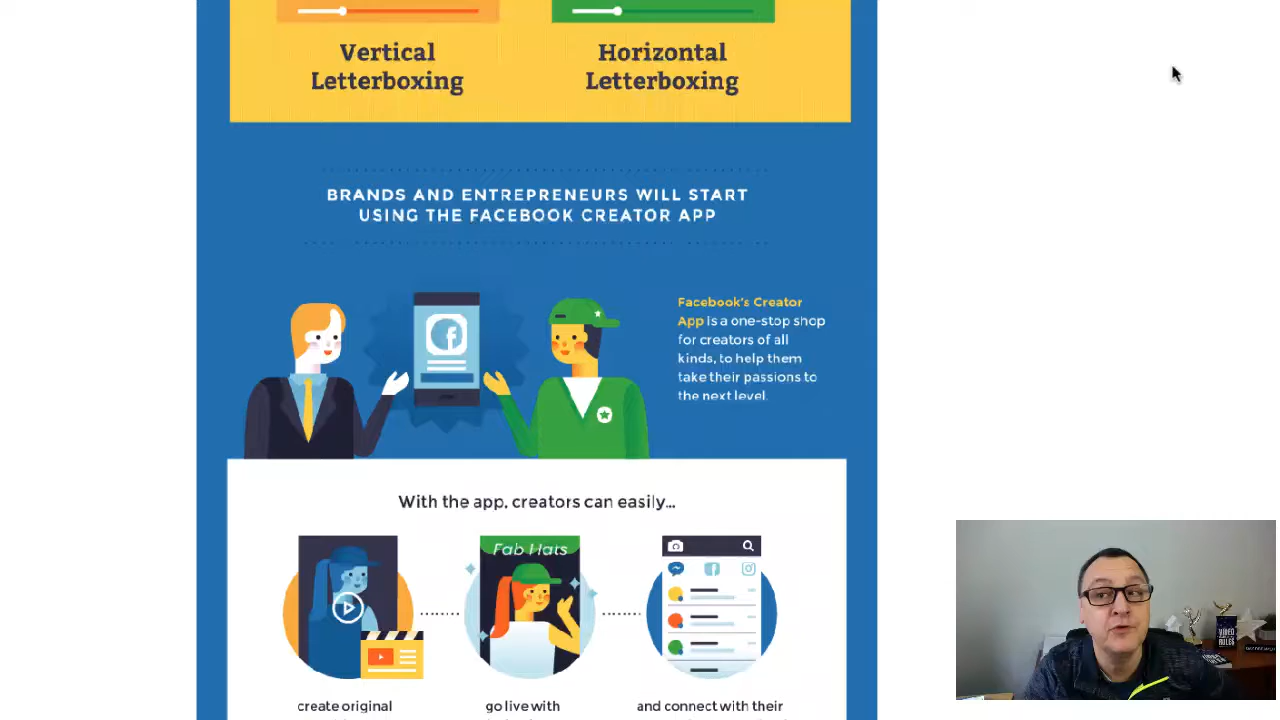 Vertical
Letterboxing
Horizontal
Letterboxing
BRANDS AND ENTREPRENEURS WILL START
USING THE FACEBOOK CREATOR APP
Facebook's Creator
App is a one-stop shop
for creators of all
kinds, to help them
take their passions to
the next level.
With the app, creators can easily...
Fab Hats
create original
go live with
and connect with their
VIDEO
RULES